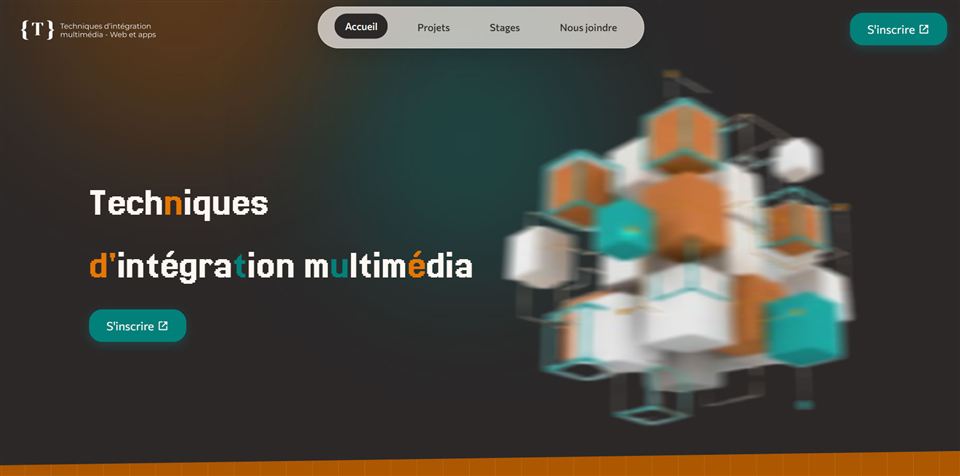 {T} Techniques d'intégration
multimédia - Web et apps
Accueil
Projets
Stages
Nous joindre
S'inscrire
Techniques
d'intégration multimédia
S'inscrire